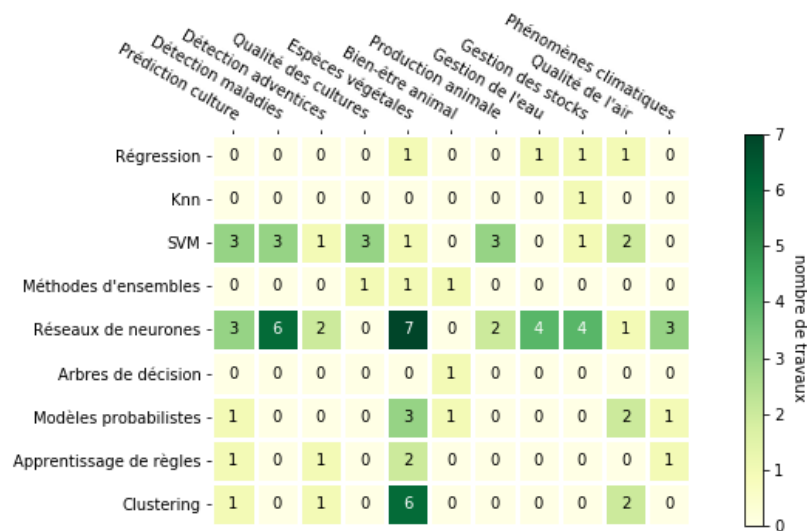 Prédiction culture
Détection maladies
Détection adventices
Qualité des cultures
Espèces végétales
Bien-être animal
Production animale
Gestion de l'eau
Gestion des stocks
Qualité de l'air
Phénomènes climatiques
Régression 0 0 0 0 1 0 0 1 1 1 0
Knn 0 0 0 0 0 0 0 0 1 0 0
SVM 3 3 1 3 1 0 3 0 1 2 0
Méthodes d'ensembles 0 0 0 1 1 1 0 0 0 0 0
Réseaux de neurones 3 6 2 0 7 0 2 4 4 1 3
Arbres de décision 0 0 0 0 0 1 0 0 0 0 0
Modèles probabilistes 1 0 0 0 3 1 0 0 0 2 1
Apprentissage de règles 1 0 1 0 2 0 0 0 0 0 1
Clustering 1 0 1 0 6 0 0 0 0 2 0
7
6
5
4
3
2
1
0
nombre de travaux